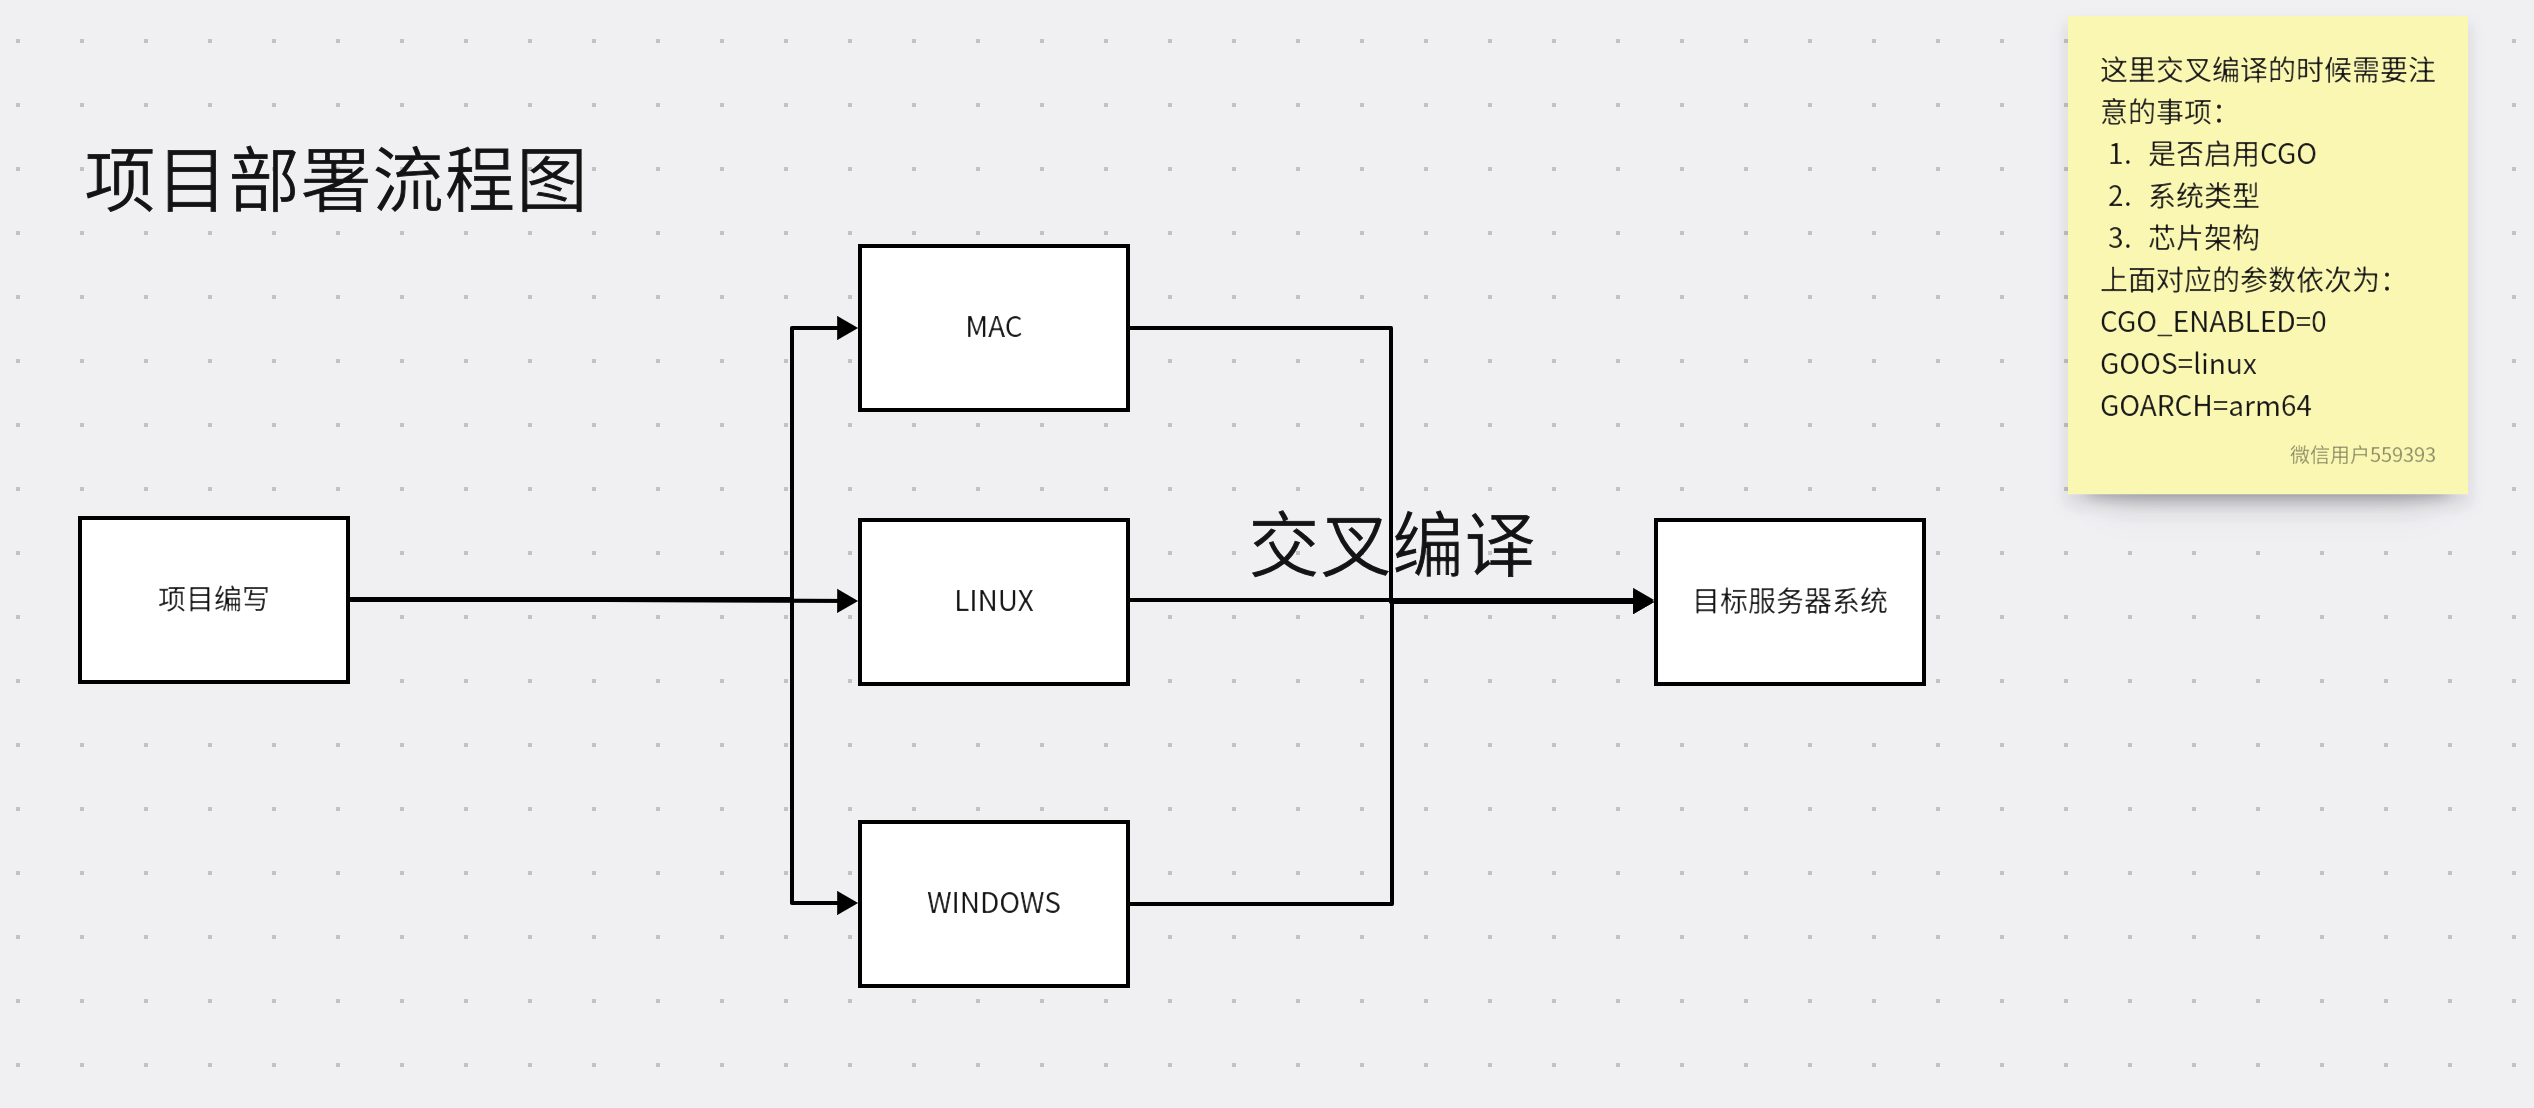 项目部署流程图
这里交叉编译的时候需要注
意的事项：
1. 是否启用CGO
2. 系统类型
3. 芯片架构
上面对应的参数依次为：
CGO_ENABLED=0
GOOS=linux
GOARCH=arm64
微信用户559393
MAC
交叉编译
项目编写
LINUX
目标服务器系统
WINDOWS